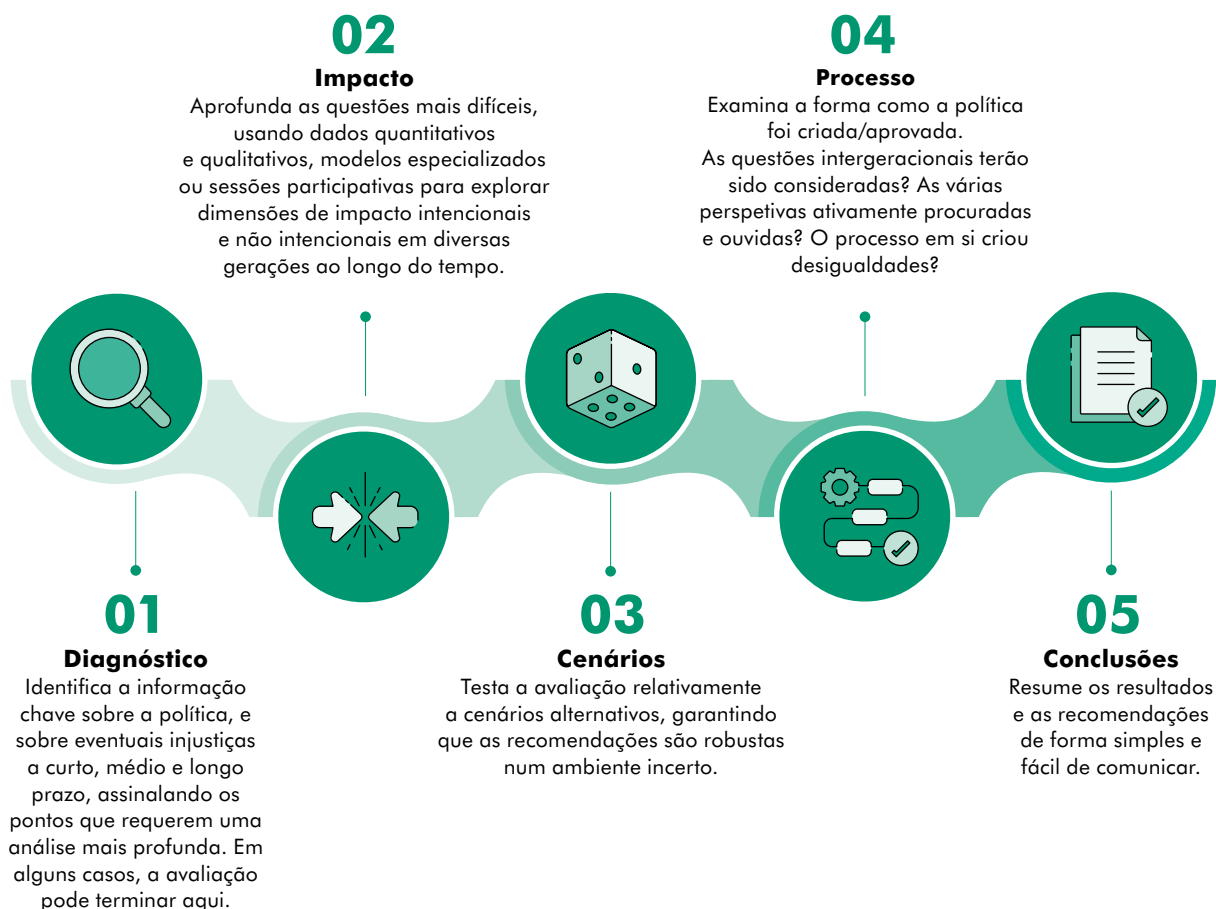 02
Impacto
Aprofunda as questões mais difíceis,
usando dados quantitativos
e qualitativos, modelos especializados
ou sessões participativas para explorar
dimensões de impacto intencionais
e não intencionais em diversas
gerações ao longo do tempo.
04
Processo
Examina a forma como a política
foi criada/aprovada.
As questões intergeracionais terão
sido consideradas? As várias
perspetivas ativamente procuradas
e ouvidas? O processo em si criou
desigualdades?
01
Diagnóstico
Identifica a informação
chave sobre a política, e
sobre eventuais injustiças
a curto, médio e longo
prazo, assinalando os
pontos que requerem uma
análise mais profunda. Em
alguns casos, a avaliação
pode terminar aqui.
03
Cenários
Testa a avaliação relativamente
a cenários alternativos, garantindo
que as recomendações são robustas
num ambiente incerto.
05
Conclusões
Resume os resultados
e as recomendações
de forma simples e
fácil de comunicar.